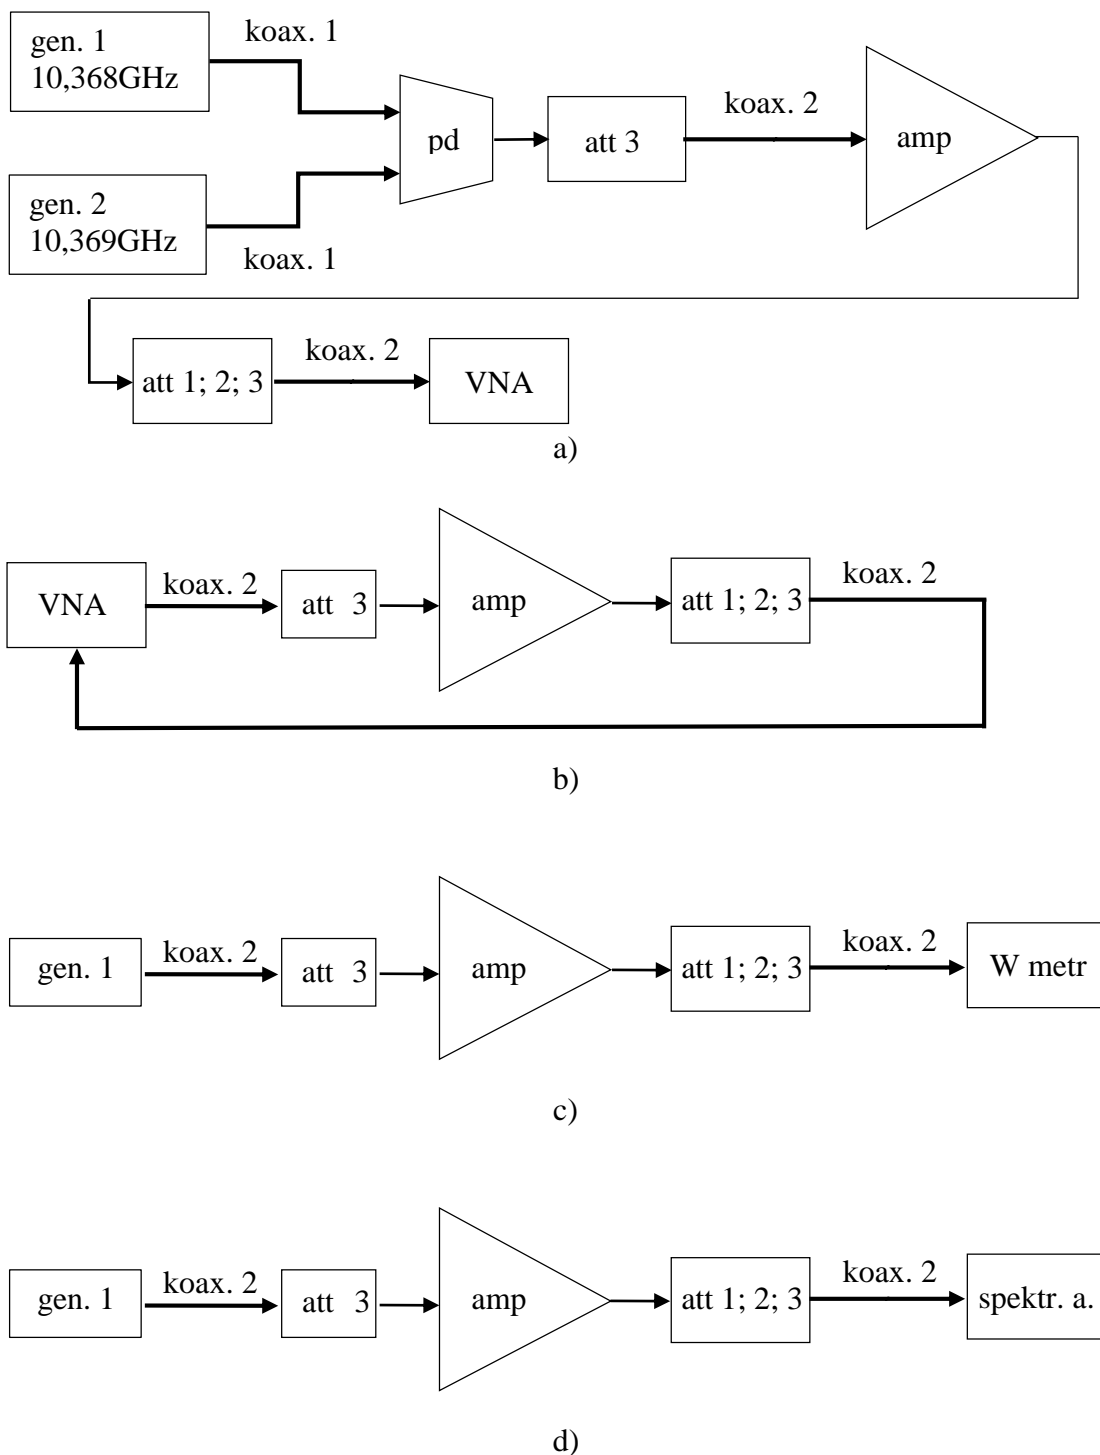 gen. 1
10,368GHz
koax. 1
pd
att 3
koax. 2
amp
gen. 2
10,369GHz
koax. 1
att 1; 2; 3
koax. 2
VNA
a)
VNA
koax. 2
att 3
amp
att 1; 2; 3
koax. 2
b)
gen. 1
koax. 2
att 3
amp
att 1; 2; 3
koax. 2
W metr
c)
gen. 1
koax. 2
att 3
amp
att 1; 2; 3
koax. 2
spektr. a.
d)